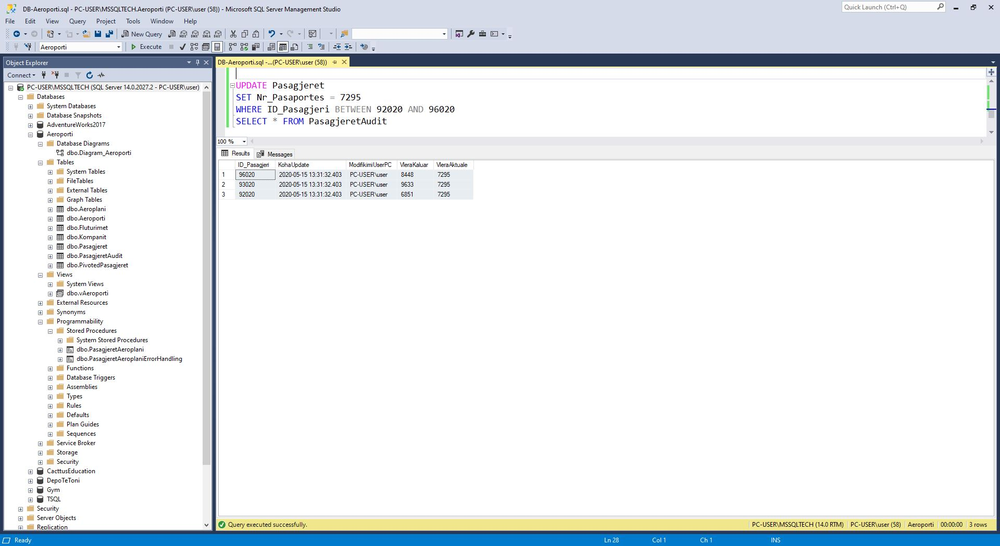 DB-Aeroporti.sql - PC-USER\MSSQLTECH.Aeroporti (PC-USER\user (58)) - Microsoft SQL Server Management Studio
Quick Launch (Ctrl+Q)
File Edit View Query Project Tools Window Help
New Query MDX DMX XMLA DAX
Aeroporti Execute
Object Explorer
Connect
PC-USER\MSSQLTECH (SQL Server 14.0.2027.2 - PC-USER\user)
Databases
System Databases
Database Snapshots
AdventureWorks2017
Aeroporti
Database Diagrams
dbo.Diagram_Aeroporti
Tables
System Tables
FileTables
External Tables
Graph Tables
dbo.Aeroplani
dbo.Aeroporti
dbo.Fluturimet
dbo.Kompanit
dbo.Pasagjeret
dbo.PasagjeretAudit
dbo.PivotedPasagjeret
Views
System Views
dbo.vAeroporti
External Resources
Synonyms
Programmability
Stored Procedures
System Stored Procedures
dbo.PasagjeretAeroplani
dbo.PasagjeretAeroplaniErrorHandling
Functions
Database Triggers
Assemblies
Types
Rules
Defaults
Plan Guides
Sequences
Service Broker
Storage
Security
CacttusEducation
DepoTeToni
Gym
TSQL
Security
Server Objects
Replication
DB-Aeroporti.sql -...(PC-USER\user (58))
UPDATE Pasagjeret
SET Nr_Pasaportes = 7295
WHERE ID_Pasagjeri BETWEEN 92020 AND 96020
SELECT * FROM PasagjeretAudit
100 %
Results Messages
ID_Pasagjeri KohaUpdate ModifikimiUserPC VleraKaluar VleraAktuale
1 96020 2020-05-15 13:31:32.403 PC-USER\user 8448 7295
2 93020 2020-05-15 13:31:32.403 PC-USER\user 9633 7295
3 92020 2020-05-15 13:31:32.403 PC-USER\user 6851 7295
Query executed successfully. PC-USER\MSSQLTECH (14.0 RTM) PC-USER\user (58) Aeroporti 00:00:00 3 rows
Ready Ln 28 Col 1 Ch 1 INS